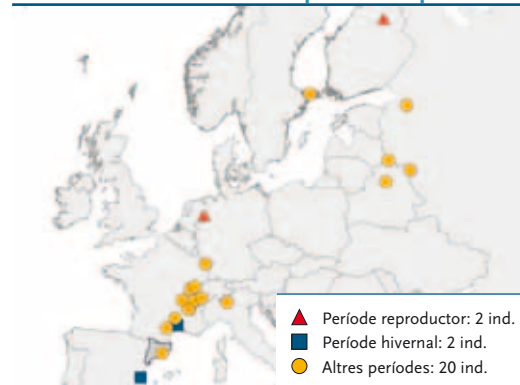 Període reproductor: 2 ind.
Període hivernal: 2 ind.
Altres períodes: 20 ind.